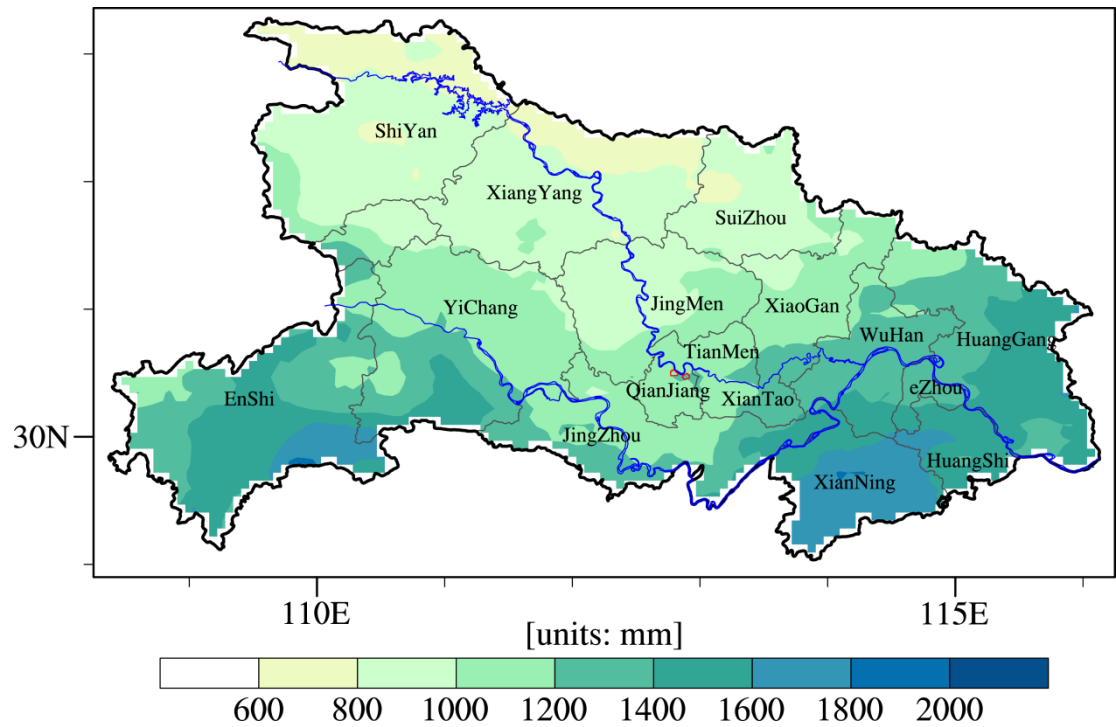 ShiYan
XiangYang
SuiZhou
YiChang
JingMen
XiaoGan
WuHan
HuangGang
TianMen
EnShi
QianJiang
XianTao
eZhou
30N
JingZhou
HuangShi
XianNing
110E
115E
[units: mm]
600 800 1000 1200 1400 1600 1800 2000